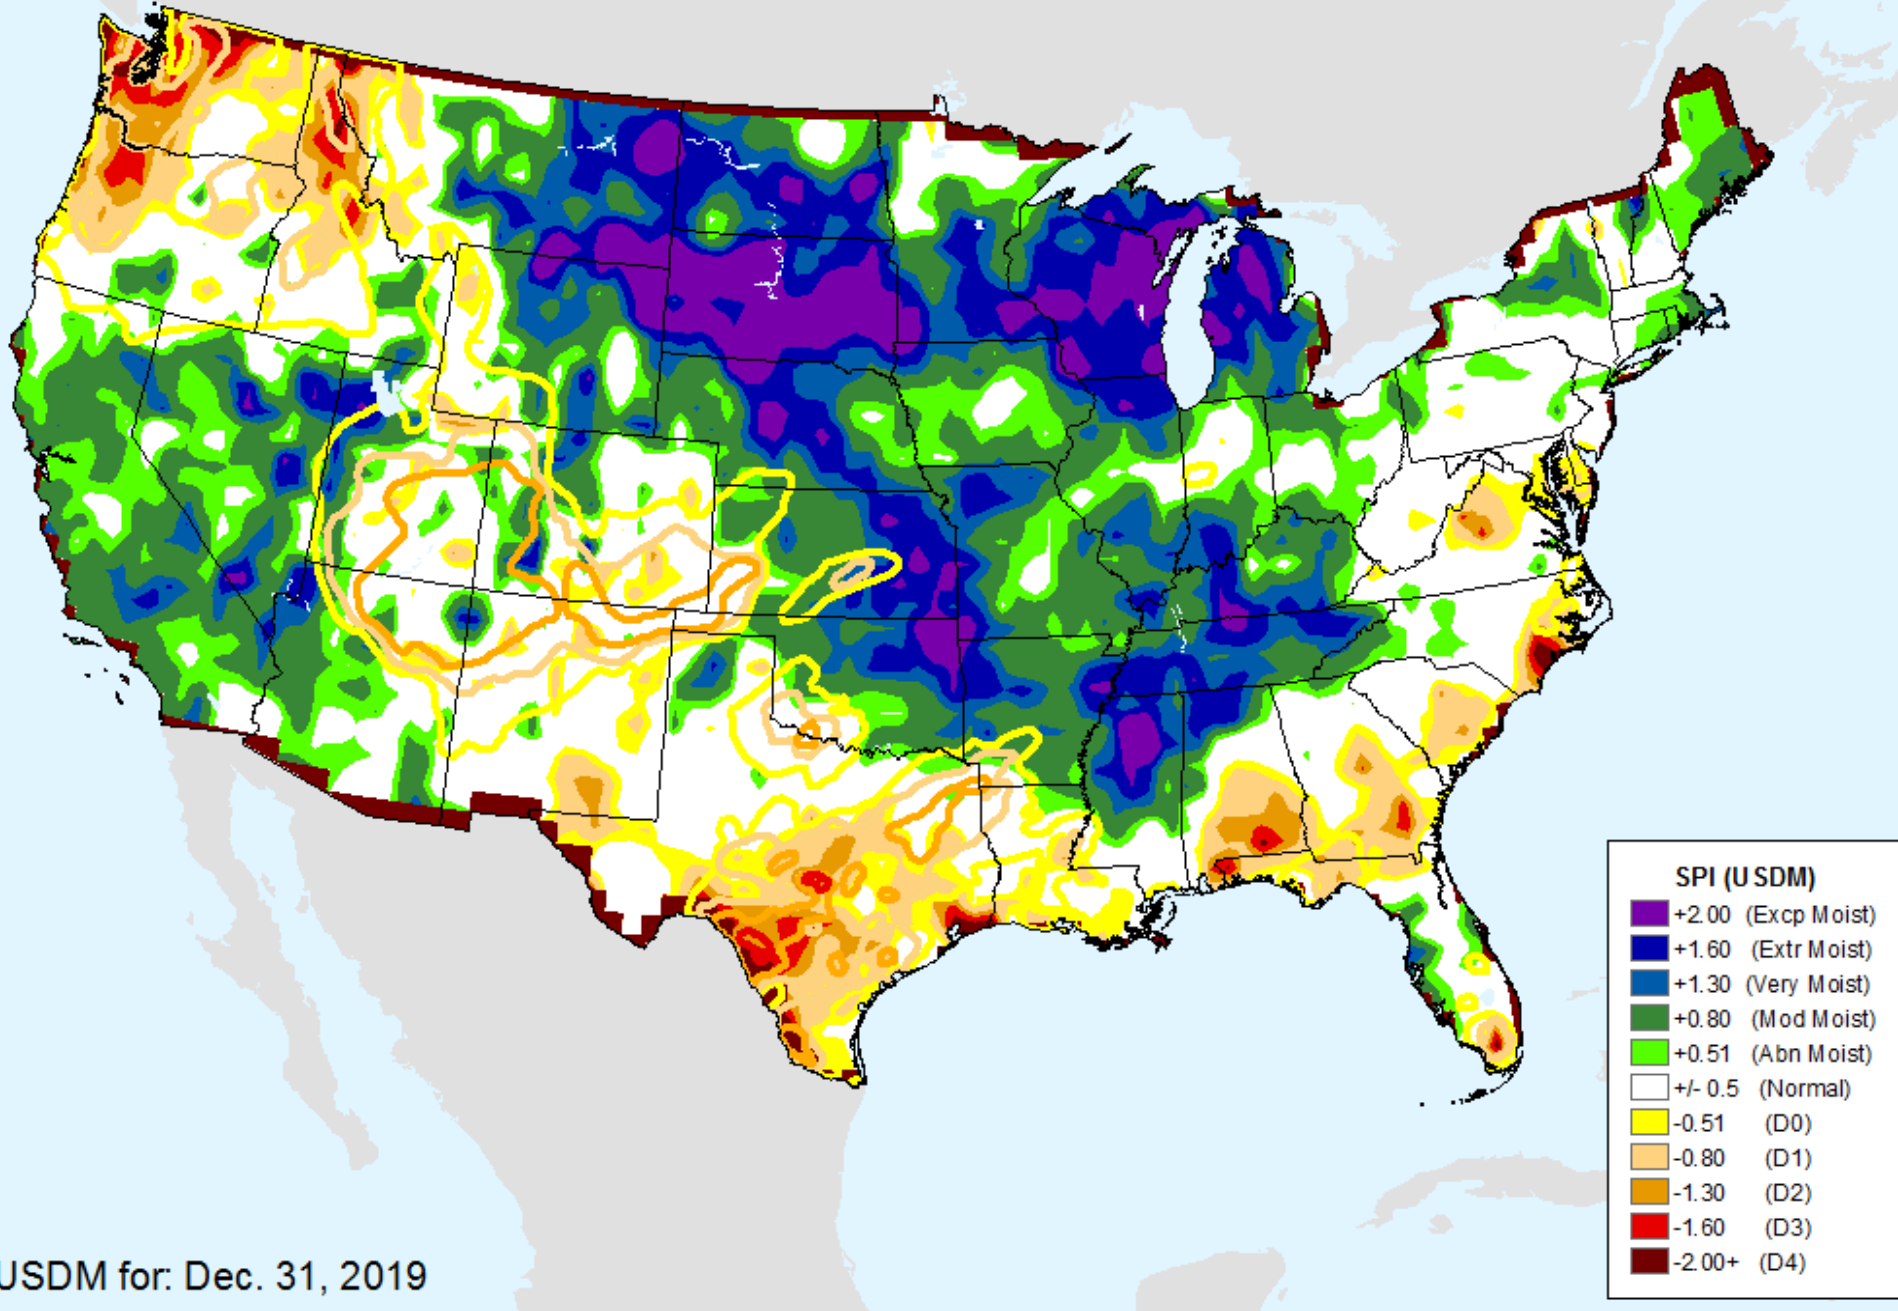 SPI (USDM)
+2.00 (Excp Moist)
+1.60 (Extr Moist)
+1.30 (Very Moist)
+0.80 (Mod Moist)
+0.51 (Abn Moist)
+/- 0.5 (Normal)
-0.51 (D0)
-0.80 (D1)
-1.30 (D2)
-1.60 (D3)
-2.00+ (D4)
USDM for: Dec. 31, 2019